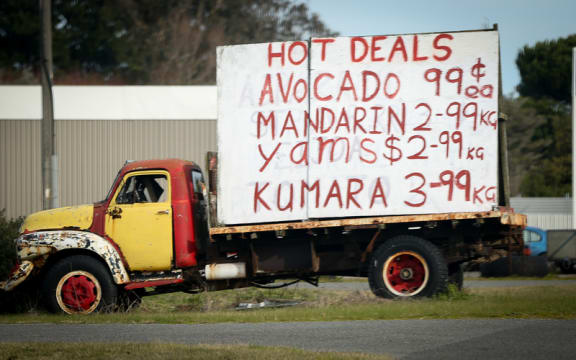 HOT DEALS
AVOCADO 99¢ ea
MANDARIN 2-99 KG
yams $2-99 KG
KUMARA 3-99 KG